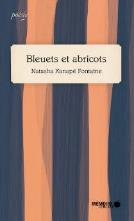 poésie
Bleuets et abricots
Natasha Kanapé Fontaine